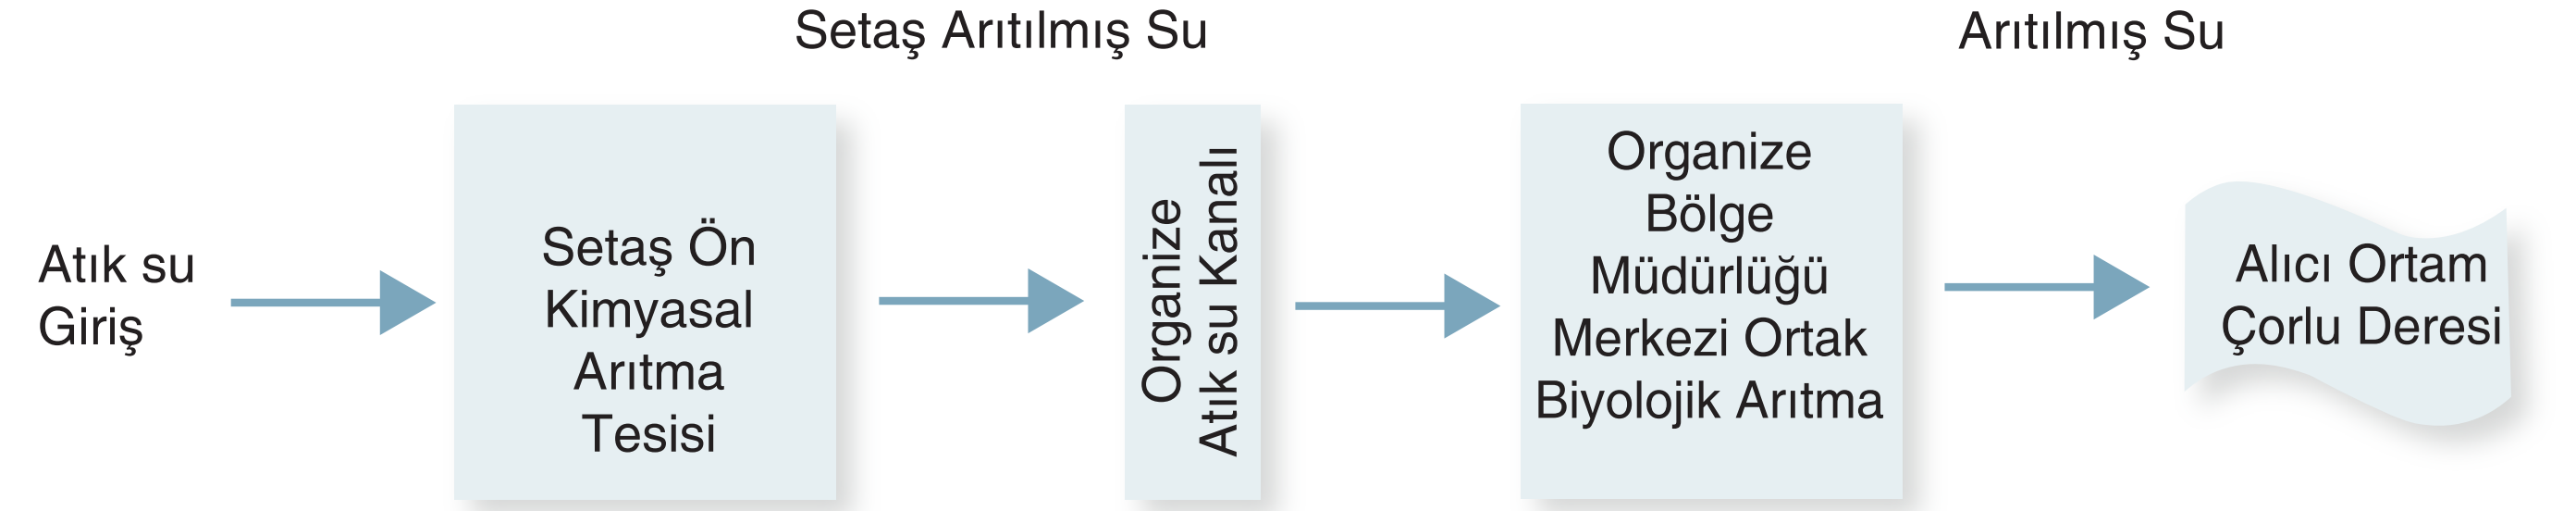 Setaş Arıtılmış Su
Arıtılmış Su
Atık su
Giriş
Setaş Ön
Kimyasal
Arıtma
Tesisi
Organize
Atık su Kanalı
Organize
Bölge
Müdürlüğü
Merkezi Ortak
Biyolojik Arıtma
Alıcı Ortam
Çorlu Deresi